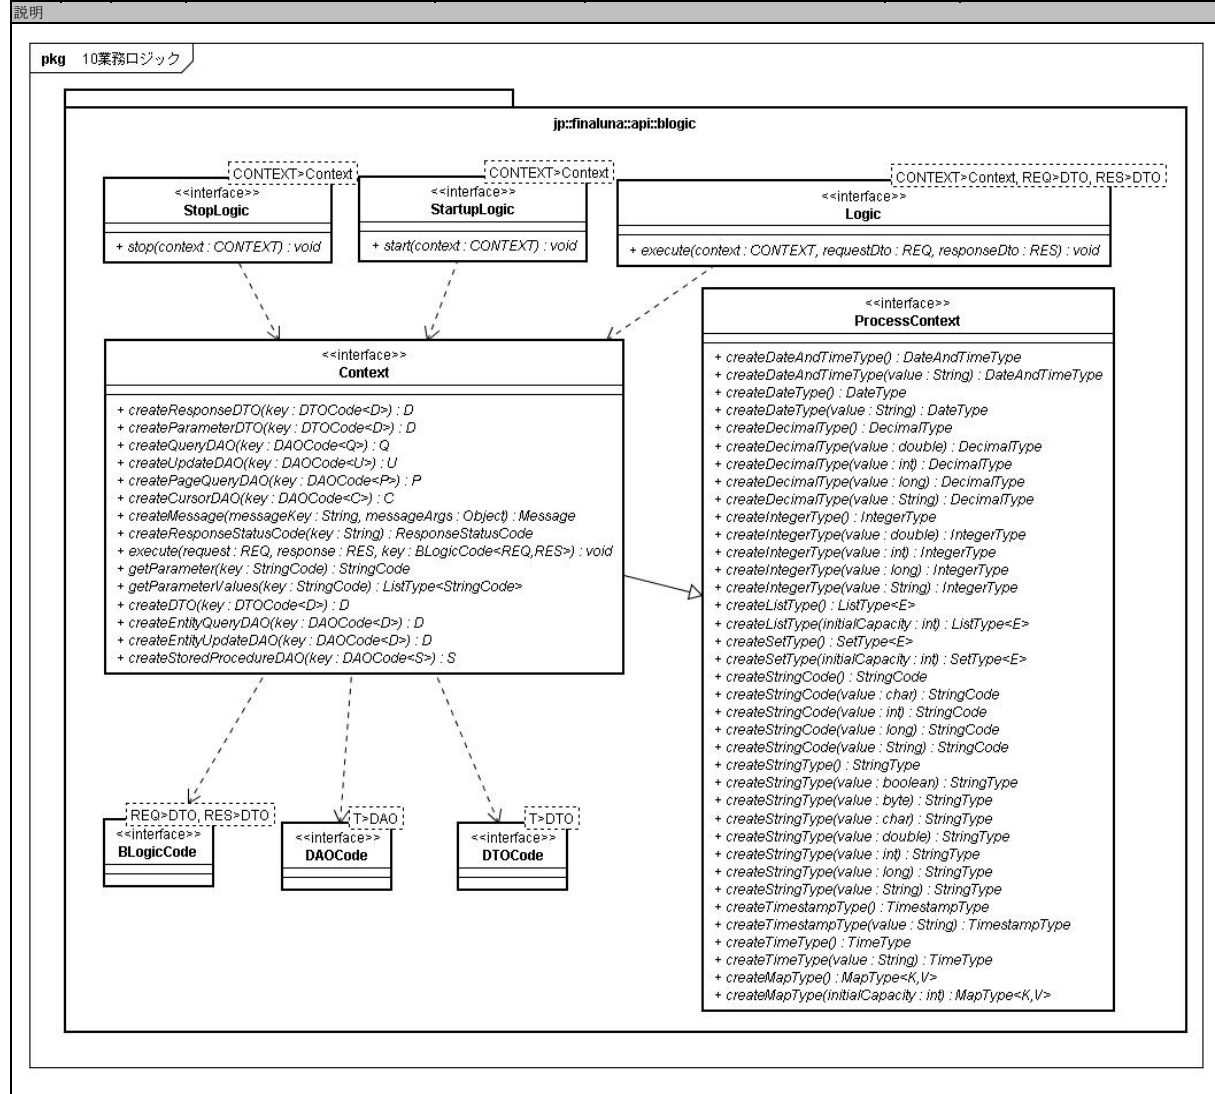 説明
pkg 10業務ロジック
jp::finaluna::api::blogic
CONTEXT>Context
<<interface>>
StopLogic
+ stop(context : CONTEXT) : void
CONTEXT>Context
<<interface>>
StartupLogic
+ start(context : CONTEXT) : void
CONTEXT>Context, REQ>DTO, RES>DTO
<<interface>>
Logic
+ execute(context : CONTEXT, requestDto : REQ, responseDto : RES) : void
<<interface>>
Context
+ createResponseDTO(key : DTOCode<D>) : D
+ createParameterDTO(key : DTOCode<D>) : D
+ createQueryDAO(key : DAOCode<Q>) : Q
+ createUpdateDAO(key : DAOCode<U>) : U
+ createPageQueryDAO(key : DAOCode<P>) : P
+ createCursorDAO(key : DAOCode<C>) : C
+ createMessage(messageKey : String, messageArgs : Object) : Message
+ createResponseStatusCode(key : String) : ResponseStatusCode
+ execute(request : REQ, response : RES, key : BLogicCode<REQ,RES>) : void
+ getParameter(key : StringCode) : StringCode
+ getParameterValues(key : StringCode) : ListType<StringCode>
+ createDTO(key : DTOCode<D>) : D
+ createEntityQueryDAO(key : DAOCode<D>) : D
+ createEntityUpdateDAO(key : DAOCode<D>) : D
+ createStoredProcedureDAO(key : DAOCode<S>) : S
<<interface>>
ProcessContext
+ createDateAndTimeType() : DateAndTimeType
+ createDateAndTimeType(value : String) : DateAndTimeType
+ createDateType() : DateType
+ createDateType(value : String) : DateType
+ createDecimalType() : DecimalType
+ createDecimalType(value : double) : DecimalType
+ createDecimalType(value : int) : DecimalType
+ createDecimalType(value : long) : DecimalType
+ createDecimalType(value : String) : DecimalType
+ createIntegerType() : IntegerType
+ createIntegerType(value : double) : IntegerType
+ createIntegerType(value : int) : IntegerType
+ createIntegerType(value : long) : IntegerType
+ createIntegerType(value : String) : IntegerType
+ createListType() : ListType<E>
+ createListType(initialCapacity : int) : ListType<E>
+ createSetType() : SetType<E>
+ createSetType(initialCapacity : int) : SetType<E>
+ createStringCode() : StringCode
+ createStringCode(value : char) : StringCode
+ createStringCode(value : int) : StringCode
+ createStringCode(value : long) : StringCode
+ createStringCode(value : String) : StringCode
+ createStringType() : StringType
+ createStringType(value : boolean) : StringType
+ createStringType(value : byte) : StringType
+ createStringType(value : char) : StringType
+ createStringType(value : double) : StringType
+ createStringType(value : int) : StringType
+ createStringType(value : long) : StringType
+ createStringType(value : String) : StringType
+ createTimestampType() : TimestampType
+ createTimestampType(value : String) : TimestampType
+ createTimeType() : TimeType
+ createTimeType(value : String) : TimeType
+ createMapType() : MapType<K,V>
+ createMapType(initialCapacity : int) : MapType<K,V>
REQ>DTO, RES>DTO
<<interface>>
BLogicCode
T>DAO
<<interface>>
DAOCode
T>DTO
<<interface>>
DTOCode